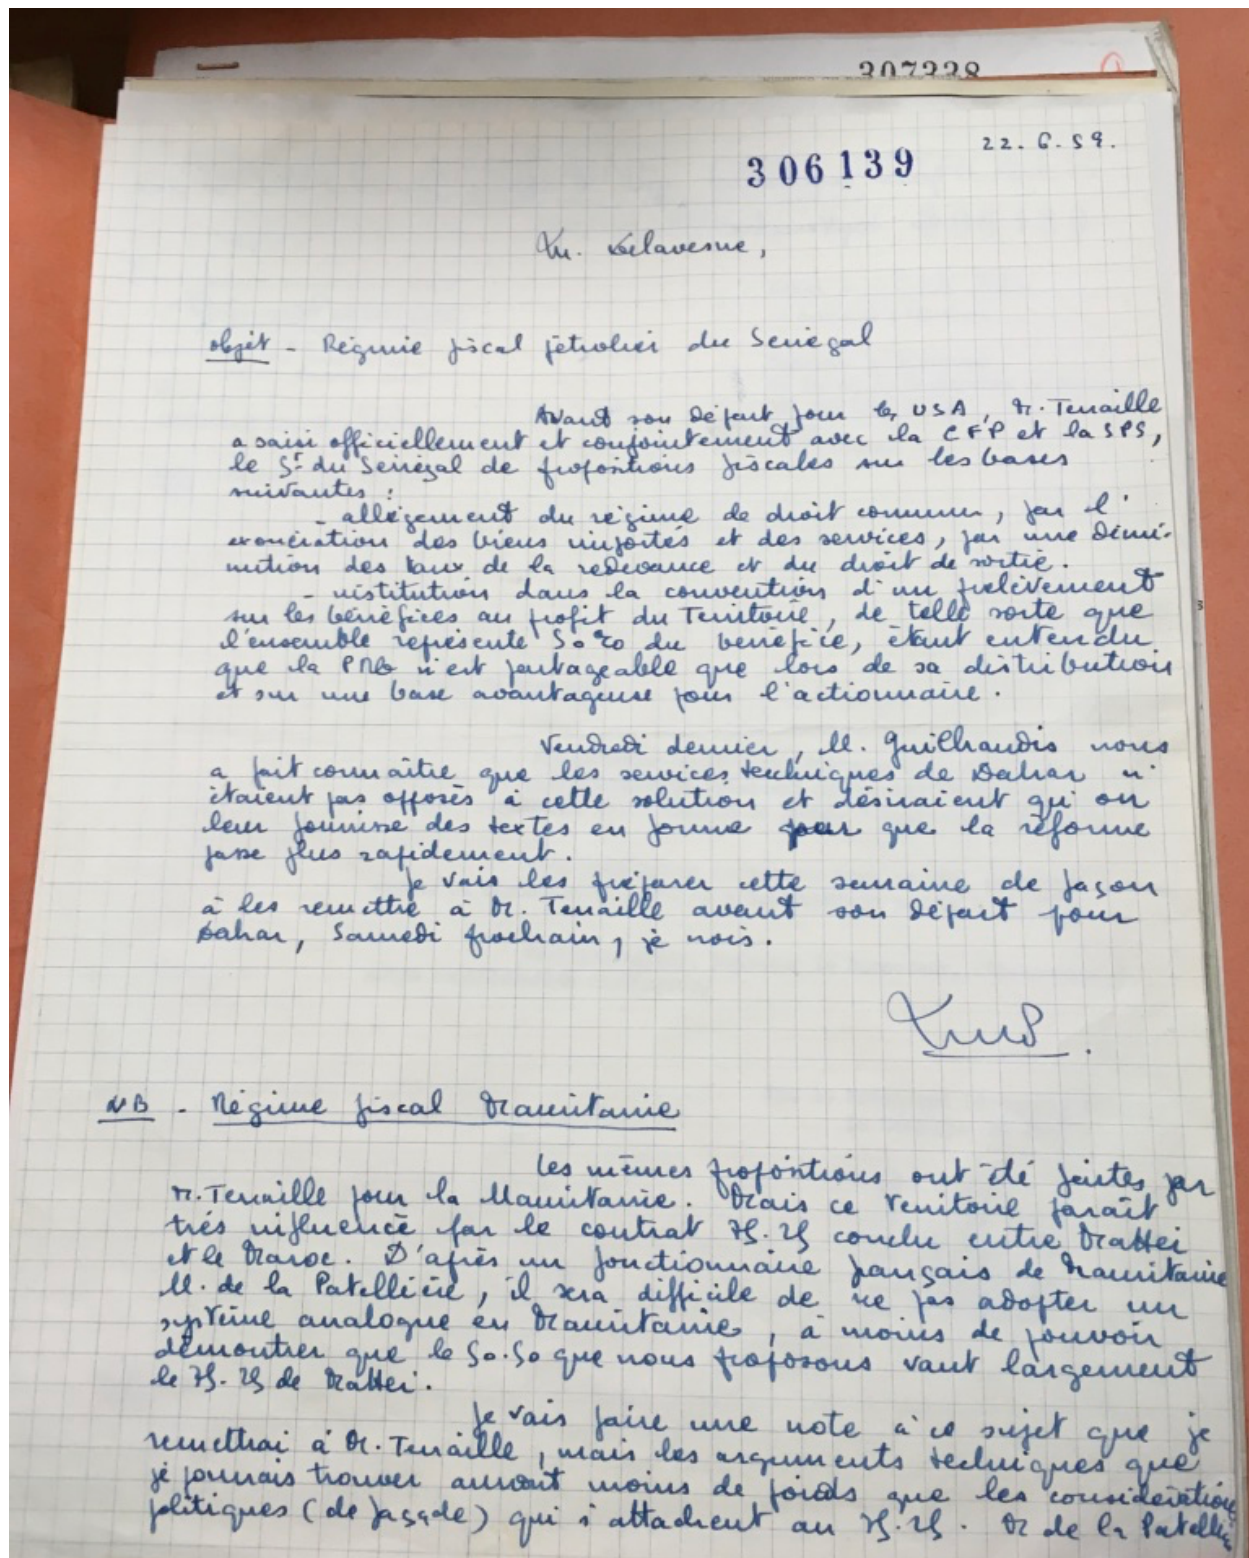 307338
22.6.59.
306139
M. Delavesne,
objet - Régime fiscal pétrolier du Sénégal
Avant son départ pour les USA, M. Tenaille
a saisi officiellement et conjointement avec la CFP et la SPS,
le Gt du Sénégal de propositions fiscales sur les bases
suivantes :
- allègement du régime de droit commun, par l'
exonération des biens importés et des services, par une dimi-
nution des taux de la redevance et du droit de sortie.
- institution dans la convention d'un prélèvement
sur les bénéfices au profit du Territoire, de telle sorte que
l'ensemble représente 50% du bénéfice, étant entendu
que la PRG n'est partageable que lors de sa distribution
et sur une base avantageuse pour l'actionnaire.
Vendredi dernier, M. Guilhaudis nous
a fait connaître que les services techniques de Dakar n'
étaient pas opposés à cette solution et désiraient qu'on
leur fournisse des textes en forme pour que la réforme
passe plus rapidement.
Je vais les préparer cette semaine de façon
à les remettre à M. Tenaille avant son départ pour
Dakar, Samedi prochain, je crois.
NB - Régime fiscal Mauritanie
Les mêmes propositions ont été faites par
M. Tenaille pour la Mauritanie. Mais ce Territoire paraît
très influencé par le contrat 75.25 conclu entre Mattei
et le Maroc. D'après un fonctionnaire français de Mauritanie
M. de la Patellière, il sera difficile de ne pas adopter un
système analogue en Mauritanie, à moins de pouvoir
démontrer que le 50.50 que nous proposons vaut largement
le 75.25 de Mattei.
Je vais faire une note à ce sujet que je
remettrai à M. Tenaille, mais les arguments techniques que
je pourrais trouver auront moins de poids que les considérations
politiques (de façade) qui s'attachent au 75.25. M de la Patellière